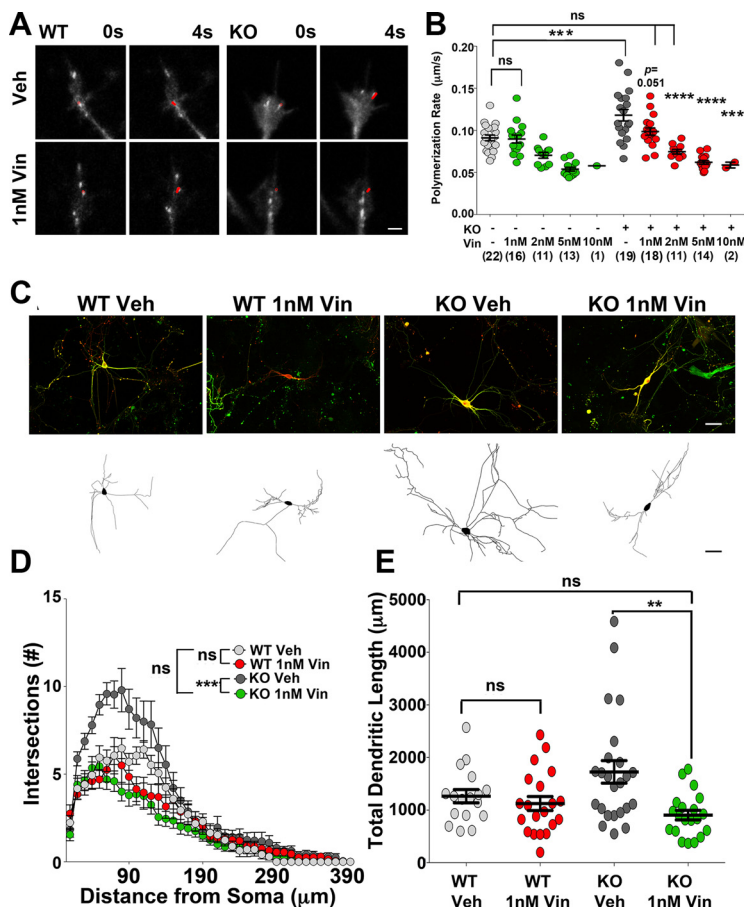 A
WT 0s 4s KO 0s 4s
Veh
1nM Vin
B
ns
***
ns
p=
0.051
****
****
***
Polymerization Rate (µm/s)
0.20
0.15
0.10
0.05
0.00
KO - - - - - + + + + +
Vin - 1nM 2nM 5nM 10nM - 1nM 2nM 5nM 10nM
(22) (16) (11) (13) (1) (19) (18) (11) (14) (2)
C
WT Veh WT 1nM Vin KO Veh KO 1nM Vin
D
Intersections (#)
15
10
5
0
90 190 290 390
Distance from Soma (µm)
ns
ns
***
WT Veh
WT 1nM Vin
KO Veh
KO 1nM Vin
E
ns
**
ns
Total Dendritic Length (µm)
5000
4000
3000
2000
1000
0
WT Veh
WT 1nM Vin
KO Veh
KO 1nM Vin